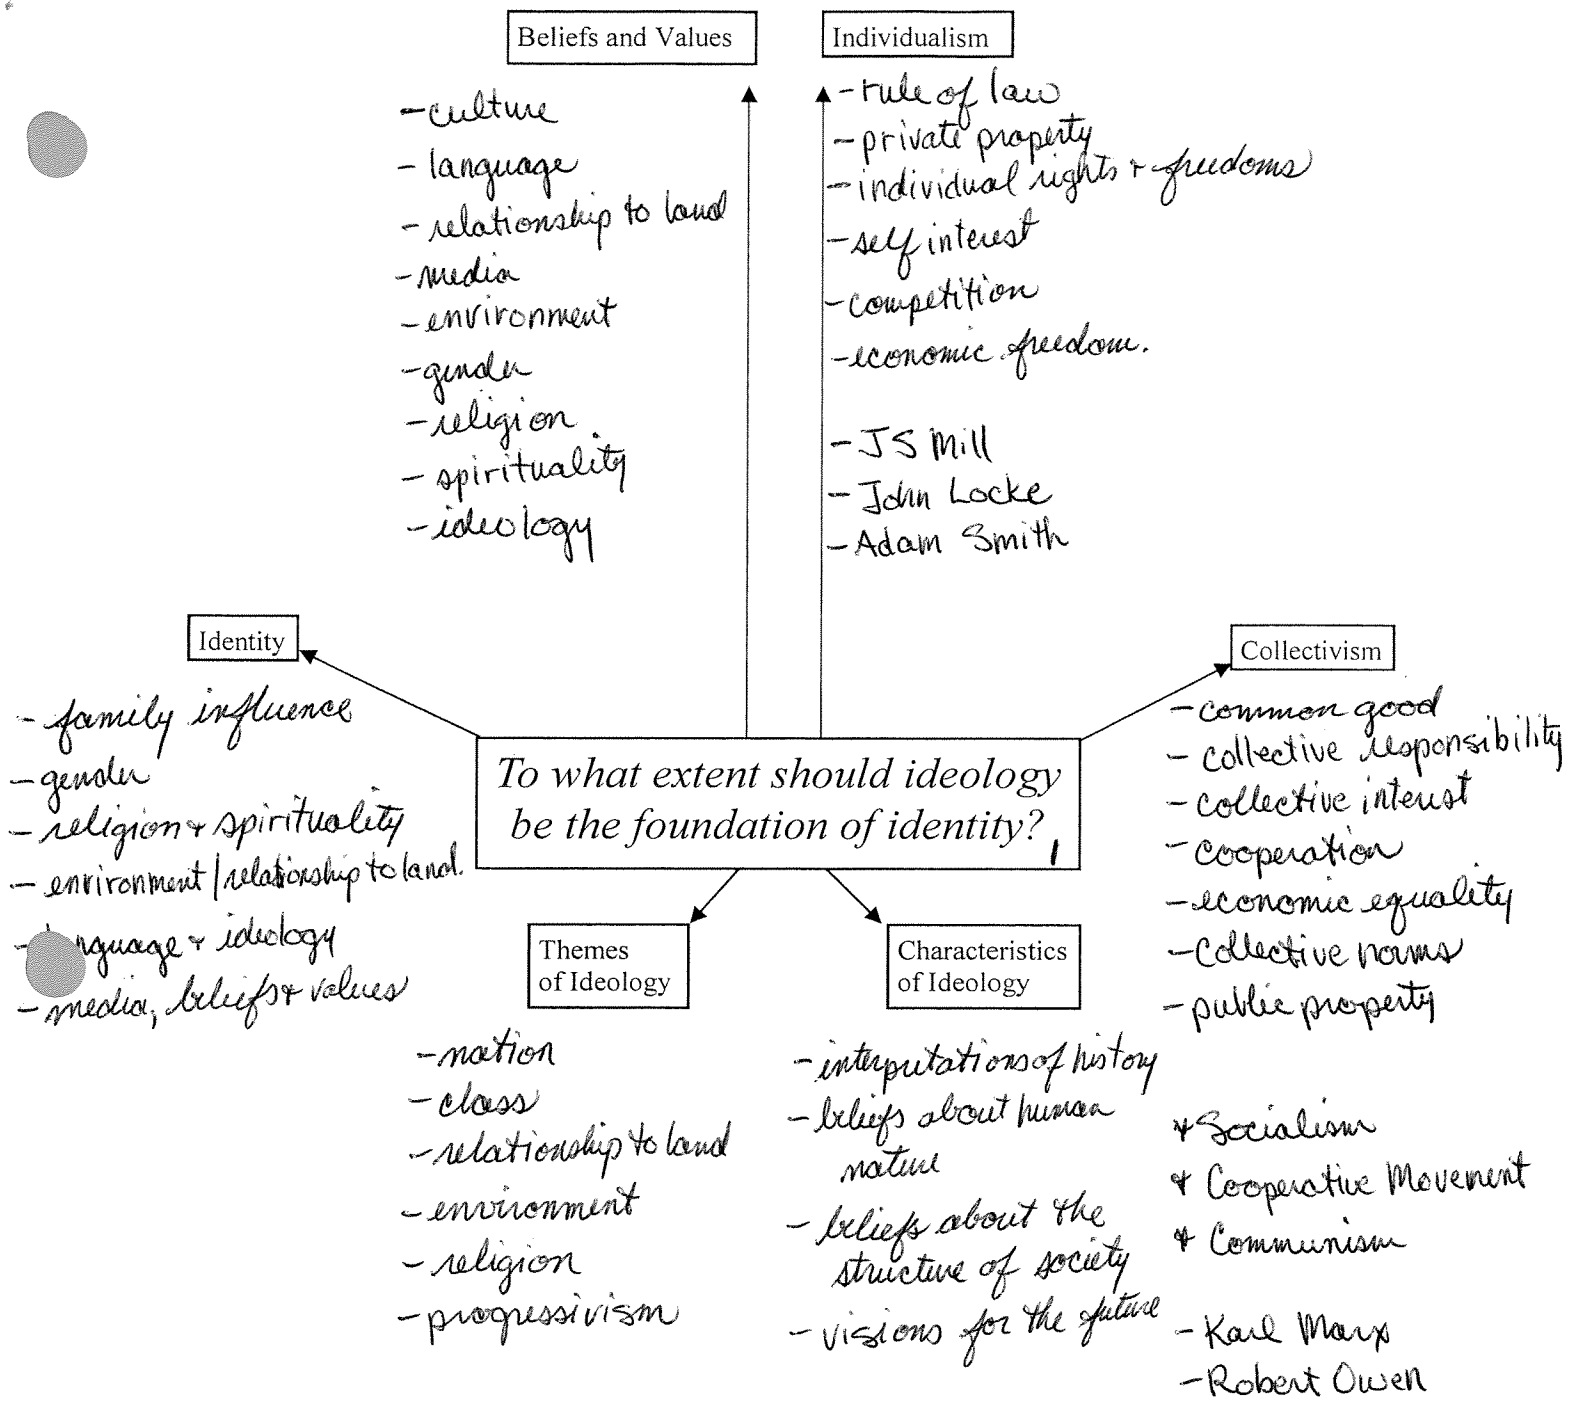 Beliefs and Values
- culture
- language
- relationship to land
- media
- environment
- gender
- religion
- spirituality
- ideology
Individualism
- rule of law
- private property
- individual rights + freedoms
- self interest
- competition
- economic freedom.
- JS Mill
- John Locke
- Adam Smith
Identity
- family influence
- gender
- religion + spirituality
- environment/relationship to land.
- language + ideology
- media, beliefs + values
To what extent should ideology
be the foundation of identity?
1
Collectivism
- common good
- collective responsibility
- collective interest
- cooperation
- economic equality
- collective norms
- public property
* Socialism
* Cooperative Movement
* Communism
- Karl Marx
- Robert Owen
Themes
of Ideology
- nation
- class
- relationship to land
- environment
- religion
- progressivism
Characteristics
of Ideology
- interputations of history
- beliefs about human
nature
- beliefs about the
structure of society
- visions for the future